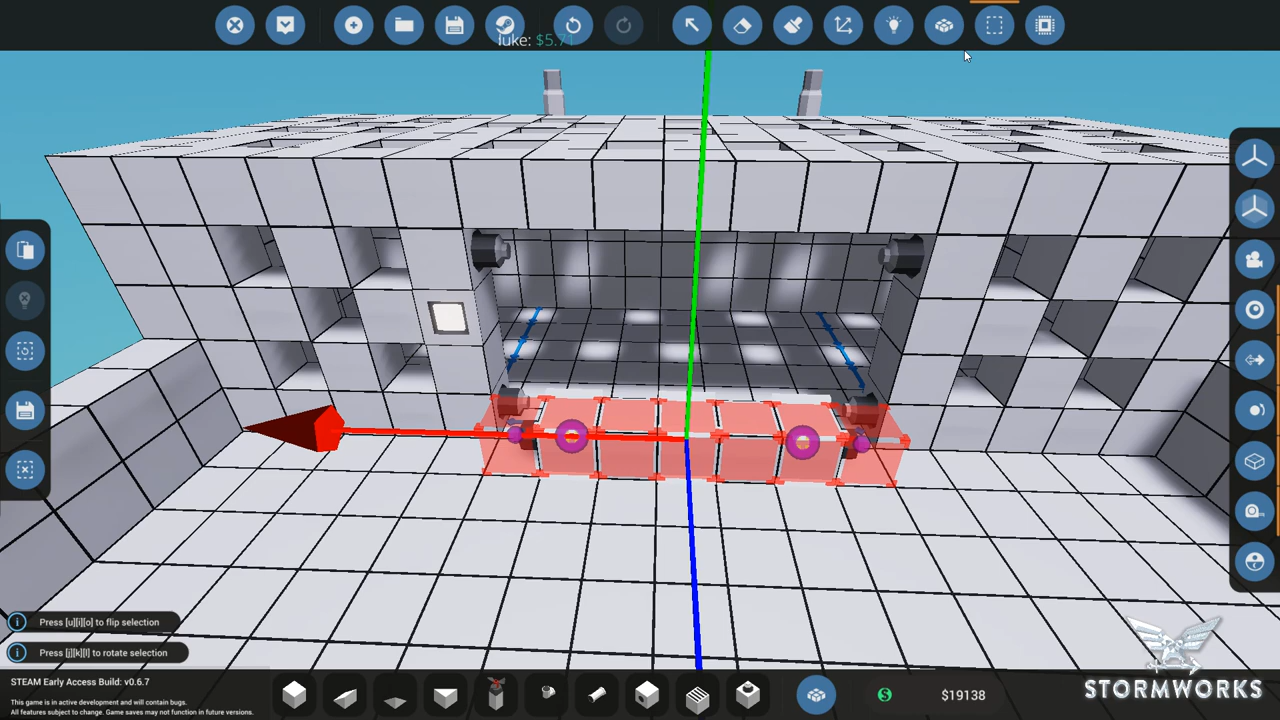 luke: $5.71
Press [u][i][o] to flip selection
Press [j][k][l] to rotate selection
STEAM Early Access Build: v0.6.7
This game is in active development and will contain bugs.
All features subject to change. Game saves may not function in future versions.
$19138
STORMWORKS